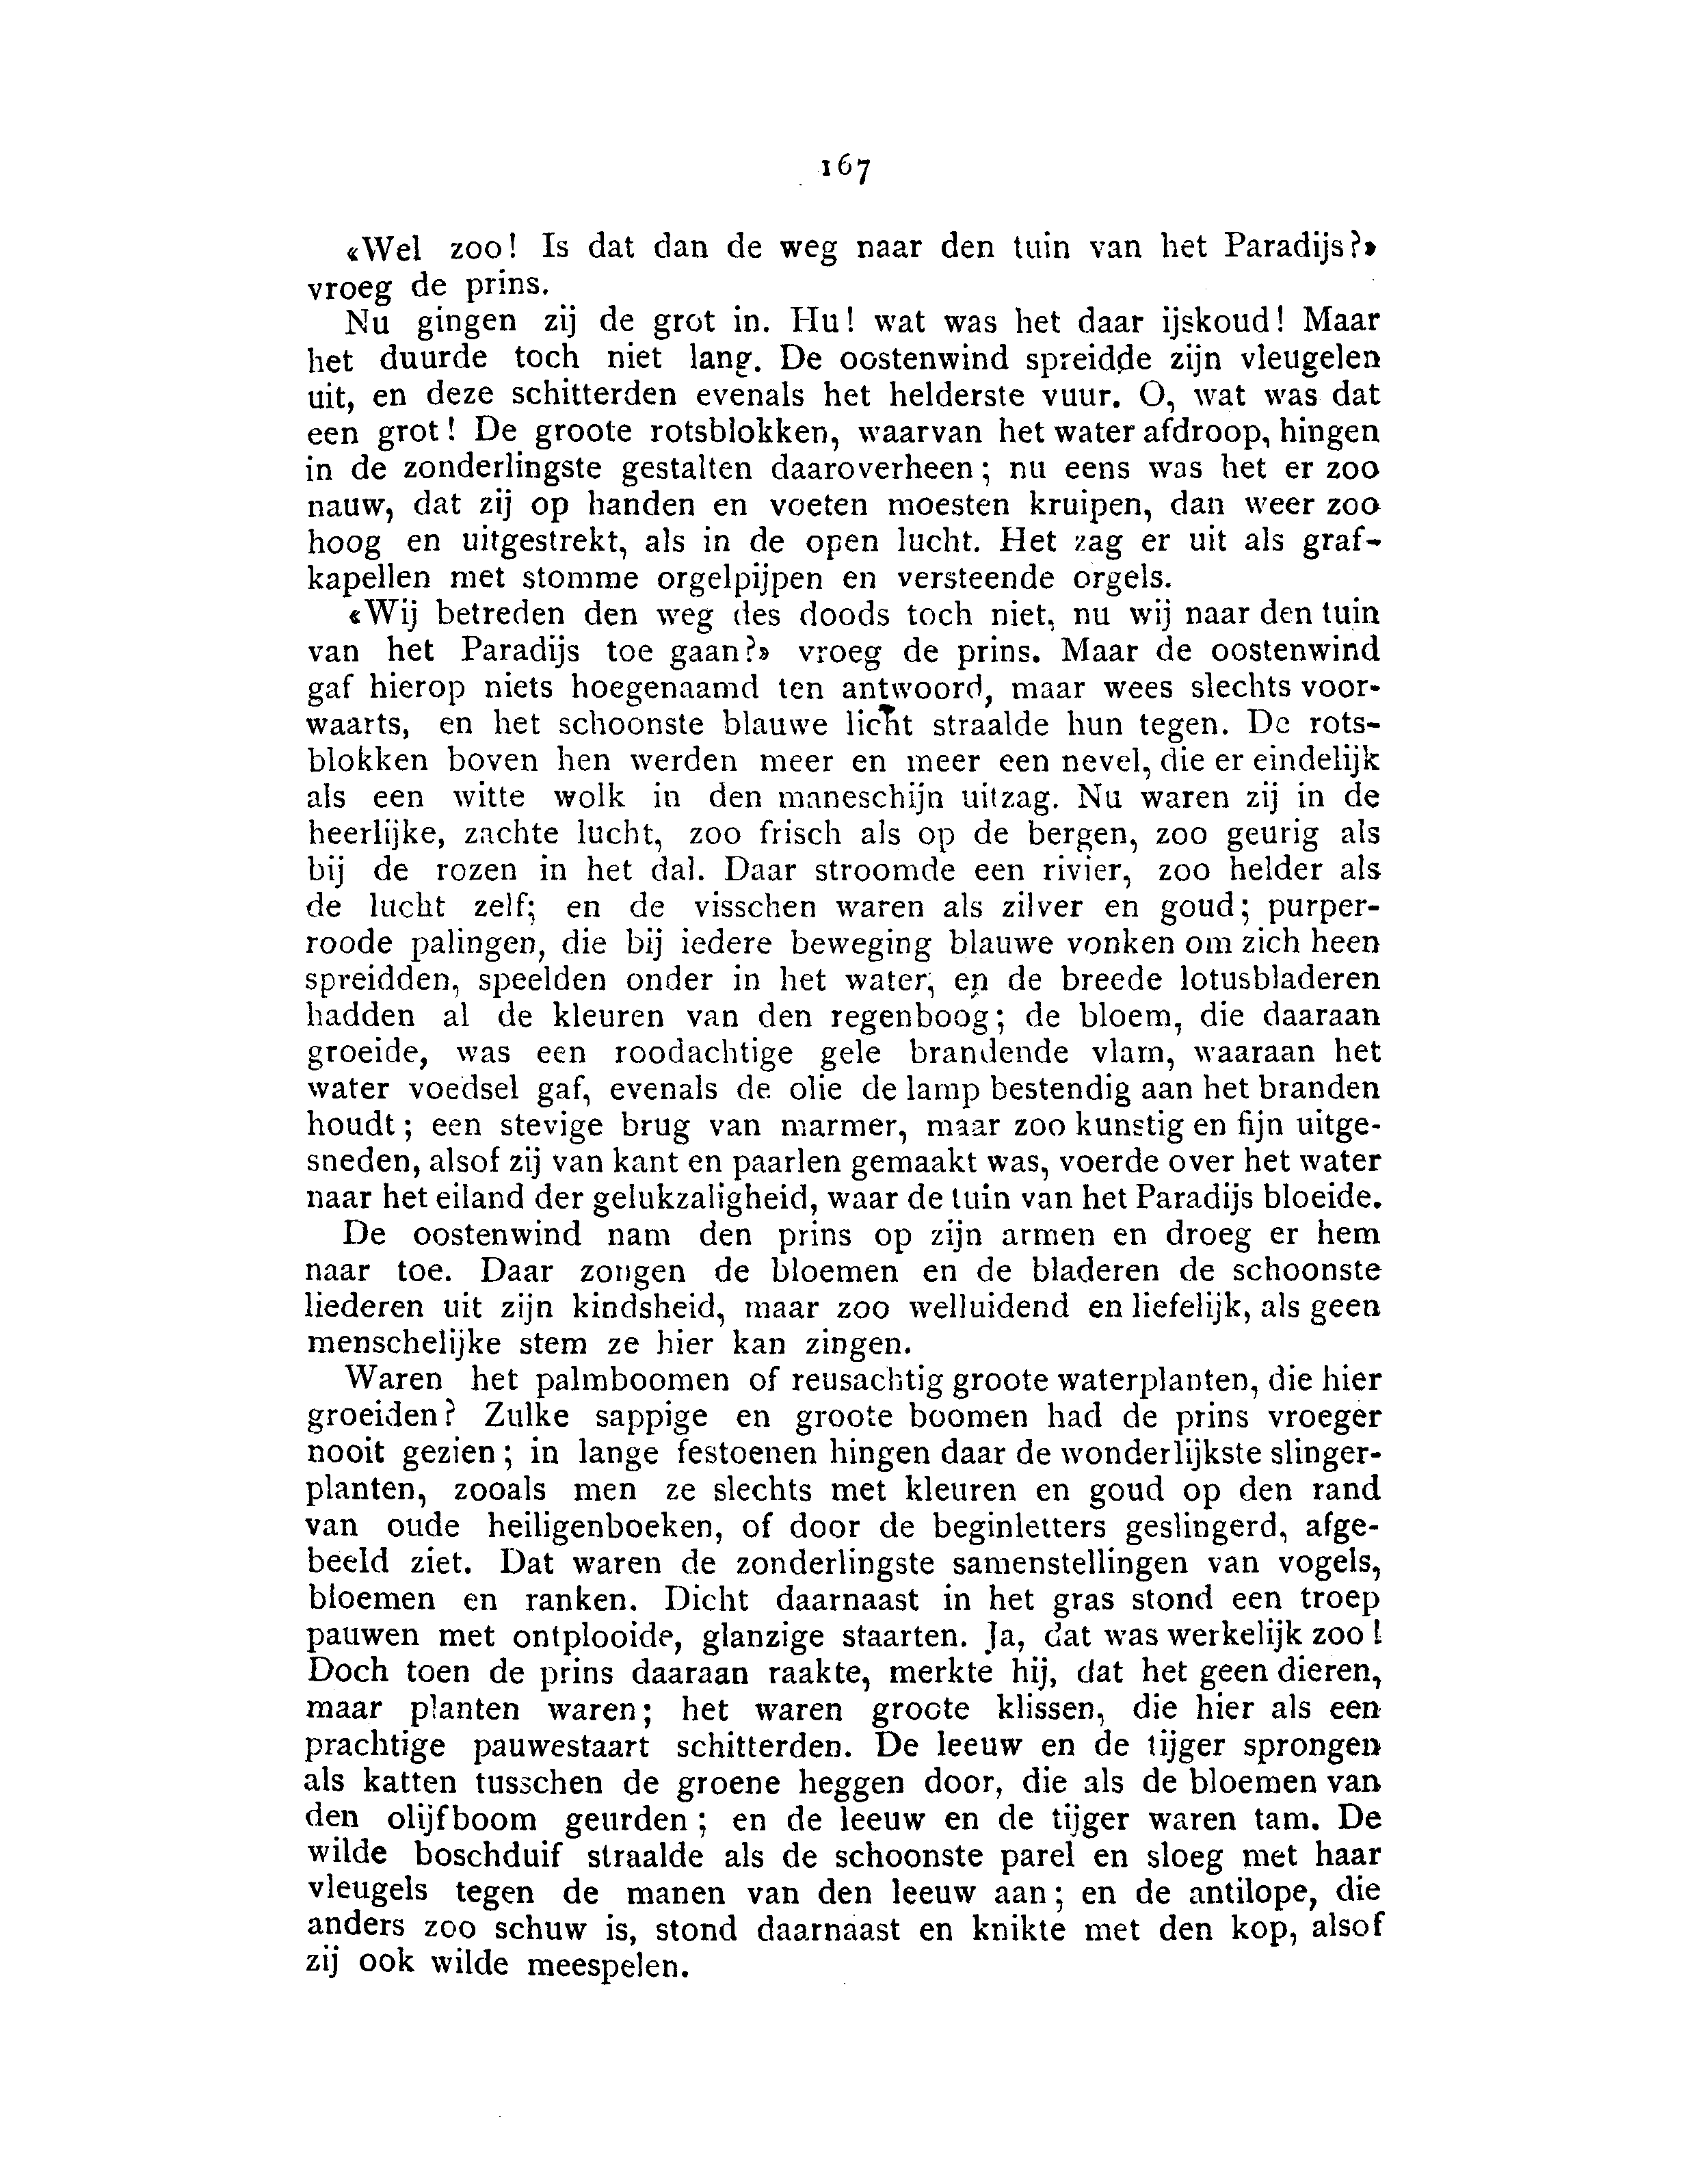 167
«Wel zoo! Is dat dan de weg naar den tuin van het Paradijs?»
vroeg de prins.
Nu gingen zij de grot in. Hu! wat was het daar ijskoud! Maar
het duurde toch niet lang. De oostenwind spreidde zijn vleugelen
uit, en deze schitterden evenals het helderste vuur. O, wat was dat
een grot! De groote rotsblokken, waarvan het water afdroop, hingen
in de zonderlingste gestalten daaroverheen; nu eens was het er zoo
nauw, dat zij op handen en voeten moesten kruipen, dan weer zoo
hoog en uitgestrekt, als in de open lucht. Het zag er uit als graf-
kapellen met stomme orgelpijpen en versteende orgels.
«Wij betreden den weg des doods toch niet, nu wij naar den tuin
van het Paradijs toe gaan?» vroeg de prins. Maar de oostenwind
gaf hierop niets hoegenaamd ten antwoord, maar wees slechts voor-
waarts, en het schoonste blauwe licht straalde hun tegen. De rots-
blokken boven hen werden meer en meer een nevel, die er eindelijk
als een witte wolk in den maneschijn uitzag. Nu waren zij in de
heerlijke, zachte lucht, zoo frisch als op de bergen, zoo geurig als
bij de rozen in het dal. Daar stroomde een rivier, zoo helder als
de lucht zelf; en de visschen waren als zilver en goud; purper-
roode palingen, die bij iedere beweging blauwe vonken om zich heen
spreidden, speelden onder in het water, en de breede lotusbladeren
hadden al de kleuren van den regenboog; de bloem, die daaraan
groeide, was een roodachtige gele brandende vlam, waaraan het
water voedsel gaf, evenals de olie de lamp bestendig aan het branden
houdt; een stevige brug van marmer, maar zoo kunstig en fijn uitge-
sneden, alsof zij van kant en paarlen gemaakt was, voerde over het water
naar het eiland der gelukzaligheid, waar de tuin van het Paradijs bloeide.
De oostenwind nam den prins op zijn armen en droeg er hem
naar toe. Daar zongen de bloemen en de bladeren de schoonste
liederen uit zijn kindsheid, maar zoo welluidend en liefelijk, als geen
menschelijke stem ze hier kan zingen.
Waren het palmboomen of reusachtig groote waterplanten, die hier
groeiden? Zulke sappige en groote boomen had de prins vroeger
nooit gezien; in lange festoenen hingen daar de wonderlijkste slinger-
planten, zooals men ze slechts met kleuren en goud op den rand
van oude heiligenboeken, of door de beginletters geslingerd, afge-
beeld ziet. Dat waren de zonderlingste samenstellingen van vogels,
bloemen en ranken. Dicht daarnaast in het gras stond een troep
pauwen met ontplooide, glanzige staarten. Ja, dat was werkelijk zoo!
Doch toen de prins daaraan raakte, merkte hij, dat het geen dieren,
maar planten waren; het waren groote klissen, die hier als een
prachtige pauwestaart schitterden. De leeuw en de tijger sprongen
als katten tusschen de groene heggen door, die als de bloemen van
den olijfboom geurden; en de leeuw en de tijger waren tam. De
wilde boschduif straalde als de schoonste parel en sloeg met haar
vleugels tegen de manen van den leeuw aan; en de antilope, die
anders zoo schuw is, stond daarnaast en knikte met den kop, alsof
zij ook wilde meespelen.